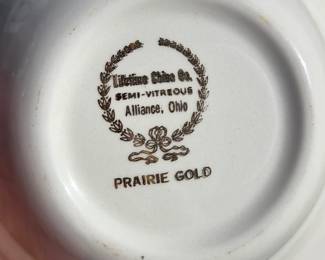 Lifetime China Co.
SEMI-VITREOUS
Alliance, Ohio
PRAIRIE GOLD